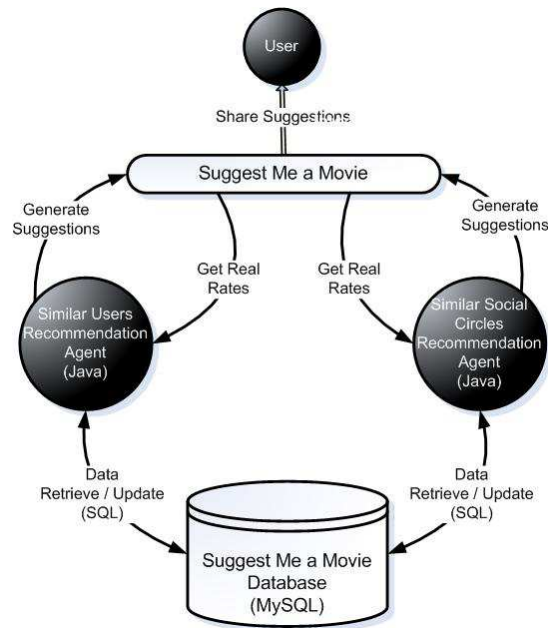 User
Share Suggestions
Suggest Me a Movie
Generate
Suggestions
Generate
Suggestions
Get Real
Rates
Get Real
Rates
Similar Users
Recommendation
Agent
(Java)
Similar Social
Circles
Recommendation
Agent
(Java)
Data
Retrieve / Update
(SQL)
Data
Retrieve / Update
(SQL)
Suggest Me a Movie
Database
(MySQL)